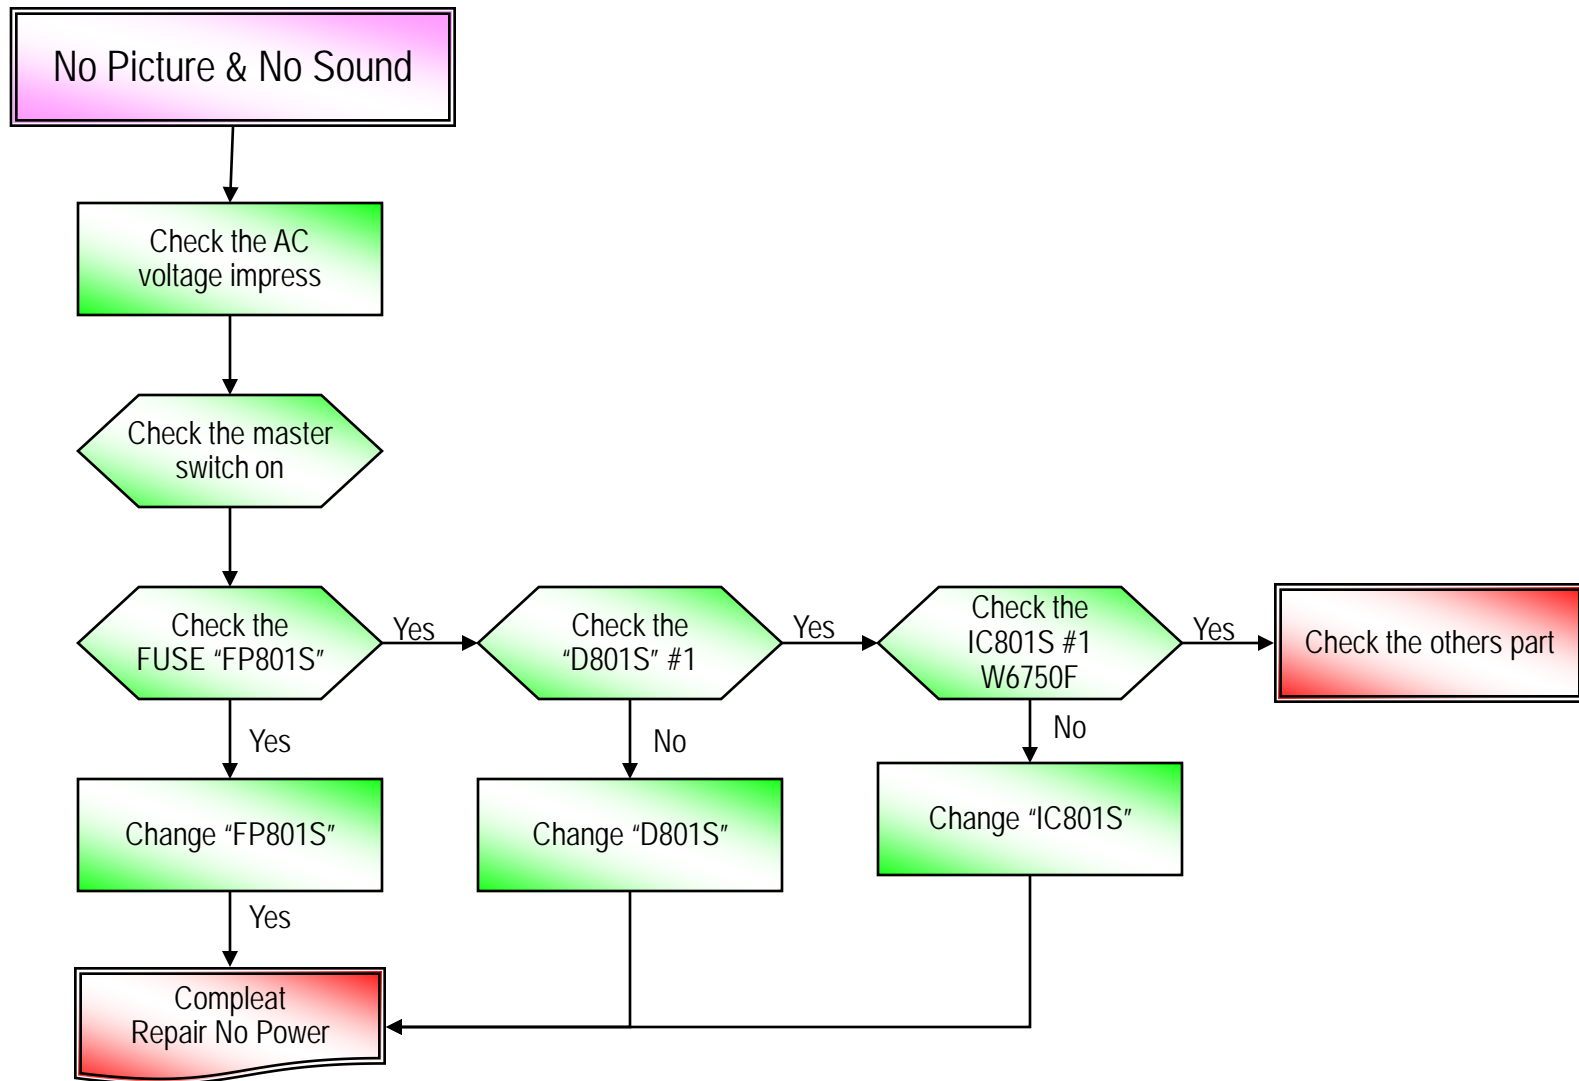 No Picture & No Sound
Check the AC
voltage impress
Check the master
switch on
Check the
FUSE “FP801S”
Yes
Check the
“D801S” #1
Yes
Check the
IC801S #1
W6750F
Yes
Check the others part
Yes
No
No
Change “FP801S”
Change “D801S”
Change “IC801S”
Yes
Compleat
Repair No Power